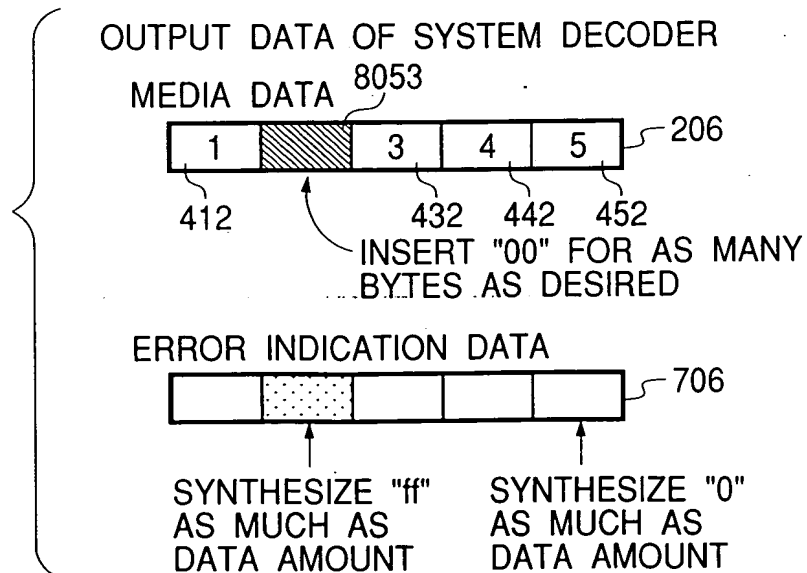 OUTPUT DATA OF SYSTEM DECODER
MEDIA DATA
8053
1 3 4 5
206
412
432 442 452
INSERT "00" FOR AS MANY
BYTES AS DESIRED
ERROR INDICATION DATA
706
SYNTHESIZE "ff"
AS MUCH AS
DATA AMOUNT
SYNTHESIZE "0"
AS MUCH AS
DATA AMOUNT